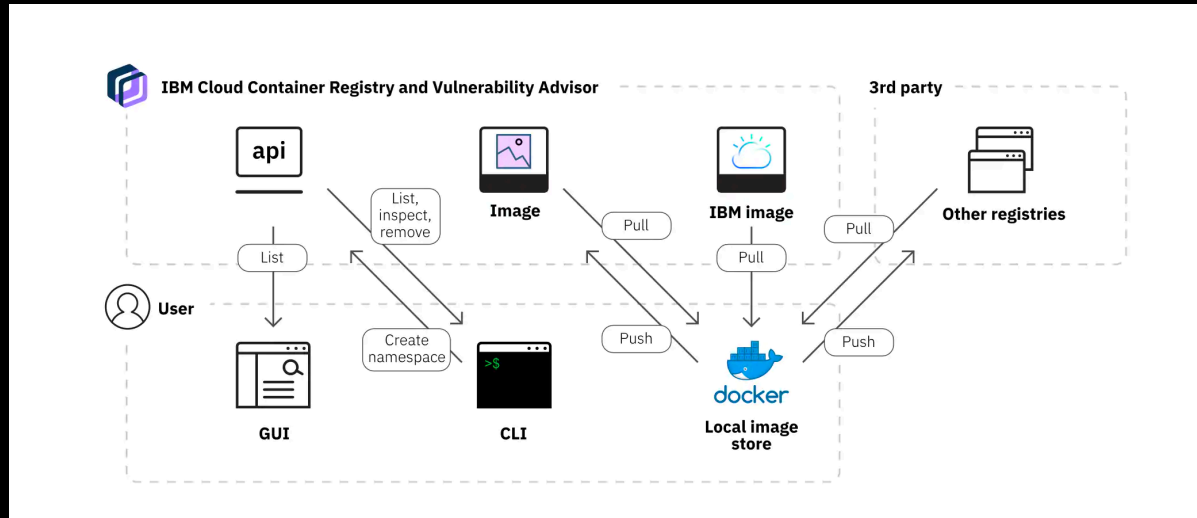 IBM Cloud Container Registry and Vulnerability Advisor
3rd party
api
Image
IBM image
Other registries
List,
inspect,
remove
Pull
Pull
Pull
List
User
Create
namespace
Push
Push
>$
docker
GUI
CLI
Local image
store